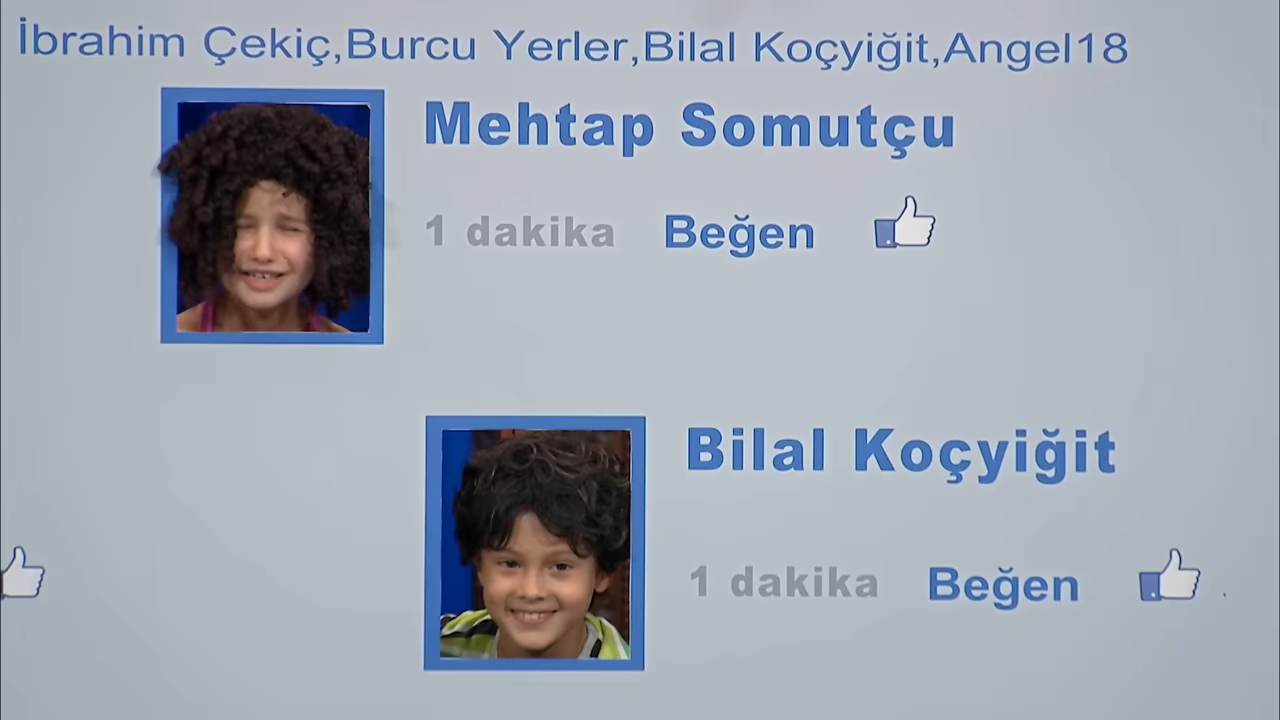 İbrahim Çekiç,Burcu Yerler,Bilal Koçyiğit,Angel18
Mehtap Somutçu
1 dakika Beğen
Bilal Koçyiğit
1 dakika Beğen